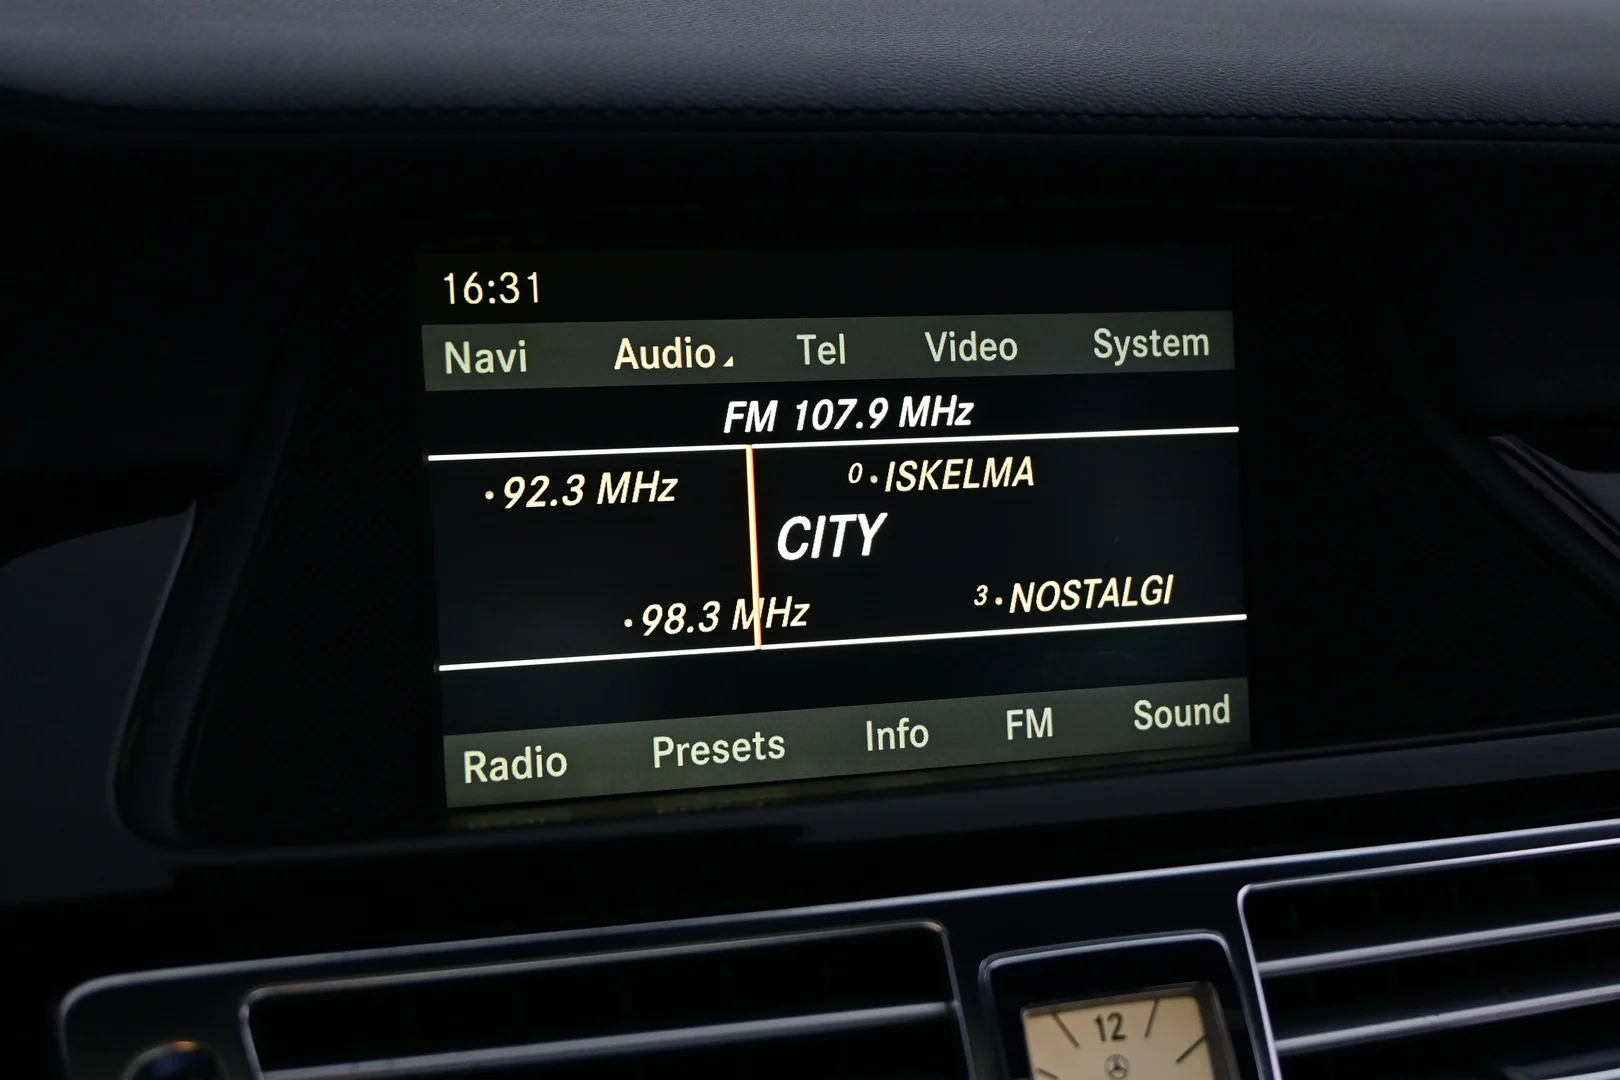 16:31
Navi Audio Tel Video System
FM 107.9 MHz
·92.3 MHz 0·ISKELMA
CITY
·98.3 MHz 3·NOSTALGI
Radio Presets Info FM Sound
12